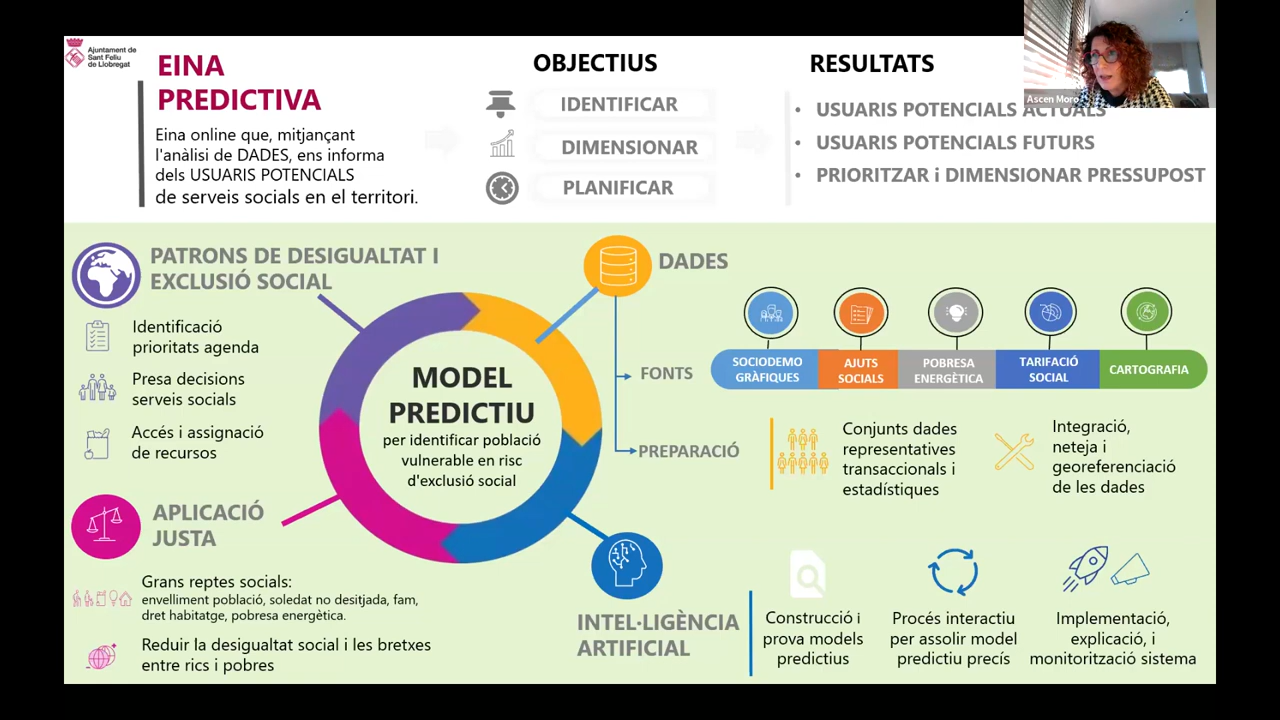 Ajuntament de
Sant Feliu
de Llobregat
EINA
PREDICTIVA
Eina online que, mitjançant
l'anàlisi de DADES, ens informa
dels USUARIS POTENCIALS
de serveis socials en el territori.
OBJECTIUS
IDENTIFICAR
DIMENSIONAR
PLANIFICAR
RESULTATS
• USUARIS POTENCIALS ACTUALS
• USUARIS POTENCIALS FUTURS
• PRIORITZAR i DIMENSIONAR PRESSUPOST
Ascen Moro
PATRONS DE DESIGUALTAT I
EXCLUSIÓ SOCIAL
Identificació
prioritats agenda
Presa decisions
serveis socials
Accés i assignació
de recursos
APLICACIÓ
JUSTA
Grans reptes socials:
envelliment població, soledat no desitjada, fam,
dret habitatge, pobresa energètica.
Reduir la desigualtat social i les bretxes
entre rics i pobres
MODEL
PREDICTIU
per identificar població
vulnerable en risc
d'exclusió social
DADES
FONTS
SOCIODEMO
GRÀFIQUES
AJUTS
SOCIALS
POBRESA
ENERGÈTICA
TARIFACIÓ
SOCIAL
CARTOGRAFIA
PREPARACIÓ
Conjunts dades
representatives
transaccionals i
estadístiques
Integració,
neteja i
georeferenciació
de les dades
INTEL·LIGÈNCIA
ARTIFICIAL
Construcció i
prova models
predictius
Procés interactiu
per assolir model
predictiu precís
Implementació,
explicació, i
monitorització sistema